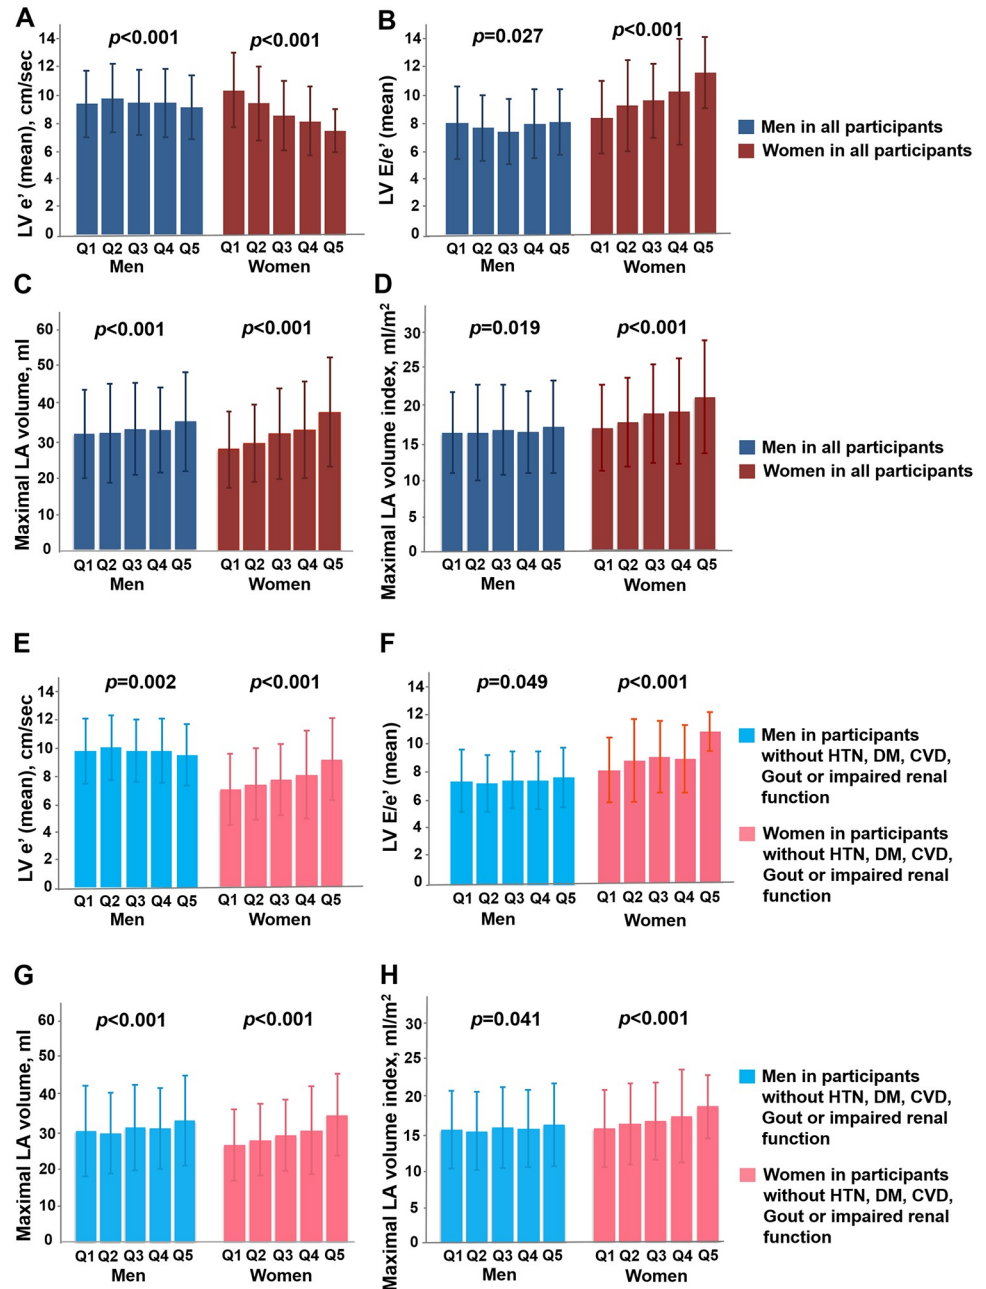 A
LV e' (mean), cm/sec
14
12
10
8
6
4
2
0
p<0.001
p<0.001
Q1 Q2 Q3 Q4 Q5
Q1 Q2 Q3 Q4 Q5
Men
Women
B
LV E/e' (mean)
14
12
10
8
6
4
2
0
p=0.027
p<0.001
Q1 Q2 Q3 Q4 Q5
Q1 Q2 Q3 Q4 Q5
Men
Women
Men in all participants
Women in all participants
C
Maximal LA volume, ml
60
50
40
30
20
10
0
p<0.001
p<0.001
Q1 Q2 Q3 Q4 Q5
Q1 Q2 Q3 Q4 Q5
Men
Women
D
Maximal LA volume index, ml/m²
30
25
20
15
10
5
0
p=0.019
p<0.001
Q1 Q2 Q3 Q4 Q5
Q1 Q2 Q3 Q4 Q5
Men
Women
Men in all participants
Women in all participants
E
LV e' (mean), cm/sec
14
12
10
8
6
4
2
0
p=0.002
p<0.001
Q1 Q2 Q3 Q4 Q5
Q1 Q2 Q3 Q4 Q5
Men
Women
F
LV E/e' (mean)
14
12
10
8
6
4
2
0
p=0.049
p<0.001
Q1 Q2 Q3 Q4 Q5
Q1 Q2 Q3 Q4 Q5
Men
Women
Men in participants
without HTN, DM, CVD,
Gout or impaired renal
function
Women in participants
without HTN, DM, CVD,
Gout or impaired renal
function
G
Maximal LA volume, ml
60
50
40
30
20
10
0
p<0.001
p<0.001
Q1 Q2 Q3 Q4 Q5
Q1 Q2 Q3 Q4 Q5
Men
Women
H
Maximal LA volume index, ml/m²
30
25
20
15
10
5
0
p=0.041
p<0.001
Q1 Q2 Q3 Q4 Q5
Q1 Q2 Q3 Q4 Q5
Men
Women
Men in participants
without HTN, DM, CVD,
Gout or impaired renal
function
Women in participants
without HTN, DM, CVD,
Gout or impaired renal
function